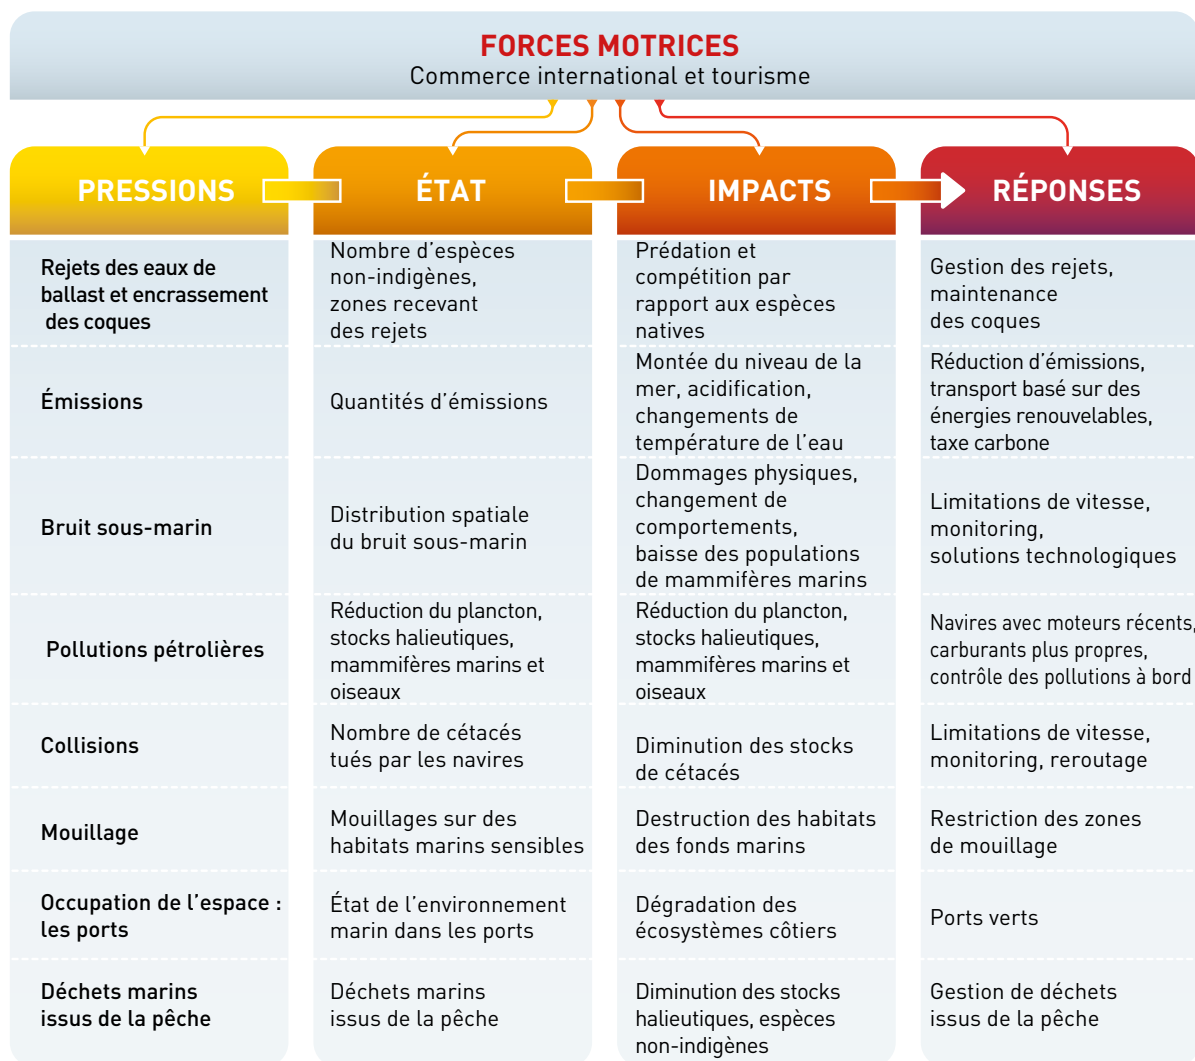 FORCES MOTRICES
Commerce international et tourisme
PRESSIONS
ÉTAT
IMPACTS
RÉPONSES
Rejets des eaux de
ballast et encrassement
des coques
Nombre d’espèces
non-indigènes,
zones recevant
des rejets
Prédation et
compétition par
rapport aux espèces
natives
Gestion des rejets,
maintenance
des coques
Émissions
Quantités d’émissions
Montée du niveau de la
mer, acidification,
changements de
température de l’eau
Réduction d’émissions,
transport basé sur des
énergies renouvelables,
taxe carbone
Bruit sous-marin
Distribution spatiale
du bruit sous-marin
Dommages physiques,
changement de
comportements,
baisse des populations
de mammifères marins
Limitations de vitesse,
monitoring,
solutions technologiques
Pollutions pétrolières
Réduction du plancton,
stocks halieutiques,
mammifères marins et
oiseaux
Réduction du plancton,
stocks halieutiques,
mammifères marins et
oiseaux
Navires avec moteurs récents,
carburants plus propres,
contrôle des pollutions à bord
Collisions
Nombre de cétacés
tués par les navires
Diminution des stocks
de cétacés
Limitations de vitesse,
monitoring, reroutage
Mouillage
Mouillages sur des
habitats marins sensibles
Destruction des habitats
des fonds marins
Restriction des zones
de mouillage
Occupation de l’espace :
les ports
État de l’environnement
marin dans les ports
Dégradation des
écosystèmes côtiers
Ports verts
Déchets marins
issus de la pêche
Déchets marins
issus de la pêche
Diminution des stocks
halieutiques, espèces
non-indigènes
Gestion de déchets
issus de la pêche